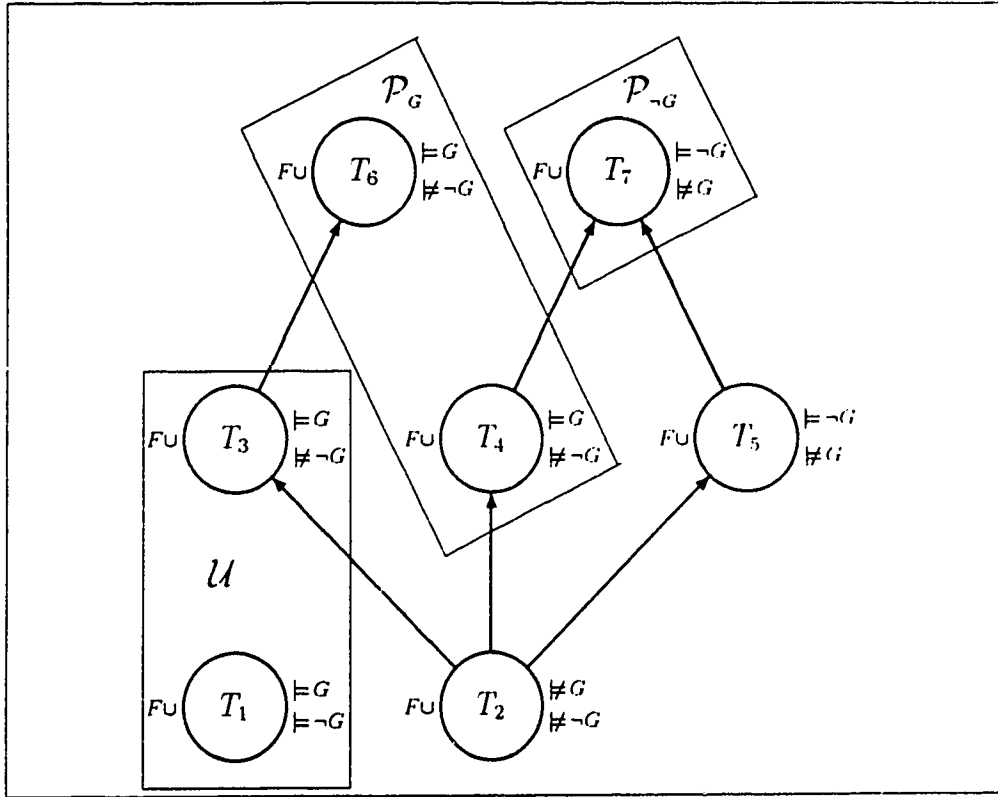 𝒫_G
𝒫_¬G
F∪ T₆ ⊨ G
⊭ ¬G
F∪ T₇ ⊨ ¬G
⊭ G
F∪ T₃ ⊨ G
⊭ ¬G
F∪ T₄ ⊨ G
⊭ ¬G
F∪ T₅ ⊨ ¬G
⊭ G
𝒰
F∪ T₁ ⊨ G
⊨ ¬G
F∪ T₂ ⊭ G
⊭ ¬G